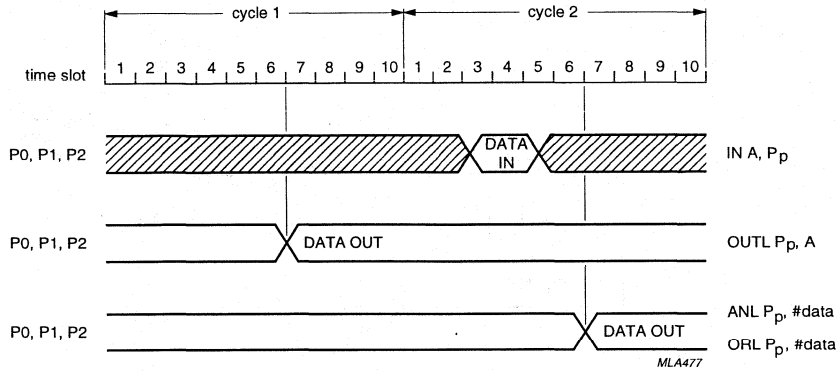 cycle 1 cycle 2
time slot 1 2 3 4 5 6 7 8 9 10 1 2 3 4 5 6 7 8 9 10
P0, P1, P2 DATA IN IN A, Pp
P0, P1, P2 DATA OUT OUTL Pp, A
ANL Pp, #data
P0, P1, P2 DATA OUT
ORL Pp, #data
MLA477